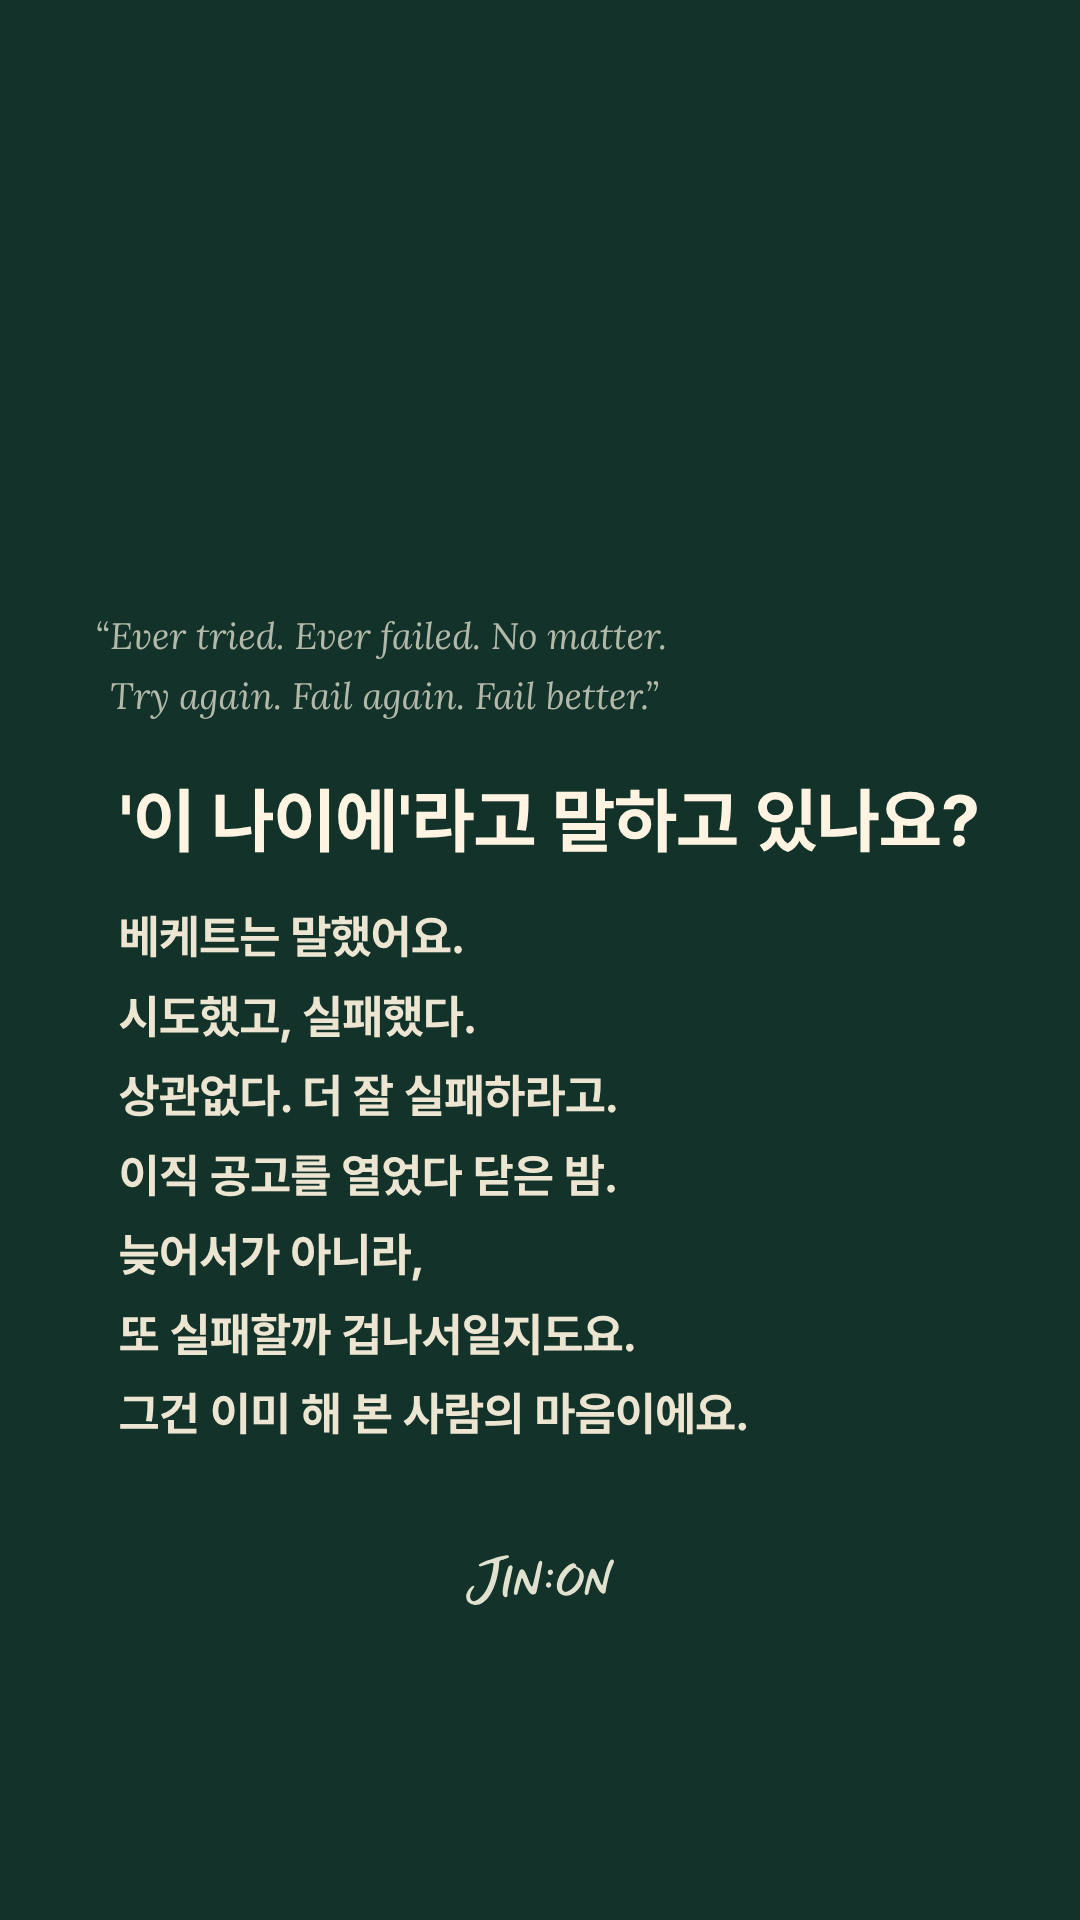 “Ever tried. Ever failed. No matter.
Try again. Fail again. Fail better.”
'이 나이에'라고 말하고 있나요?
베케트는 말했어요.
시도했고, 실패했다.
상관없다. 더 잘 실패하라고.
이직 공고를 열었다 닫은 밤.
늦어서가 아니라,
또 실패할까 겁나서일지도요.
그건 이미 해 본 사람의 마음이에요.
JIN:ON